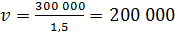 v = 300 000 / 1,5 = 200 000